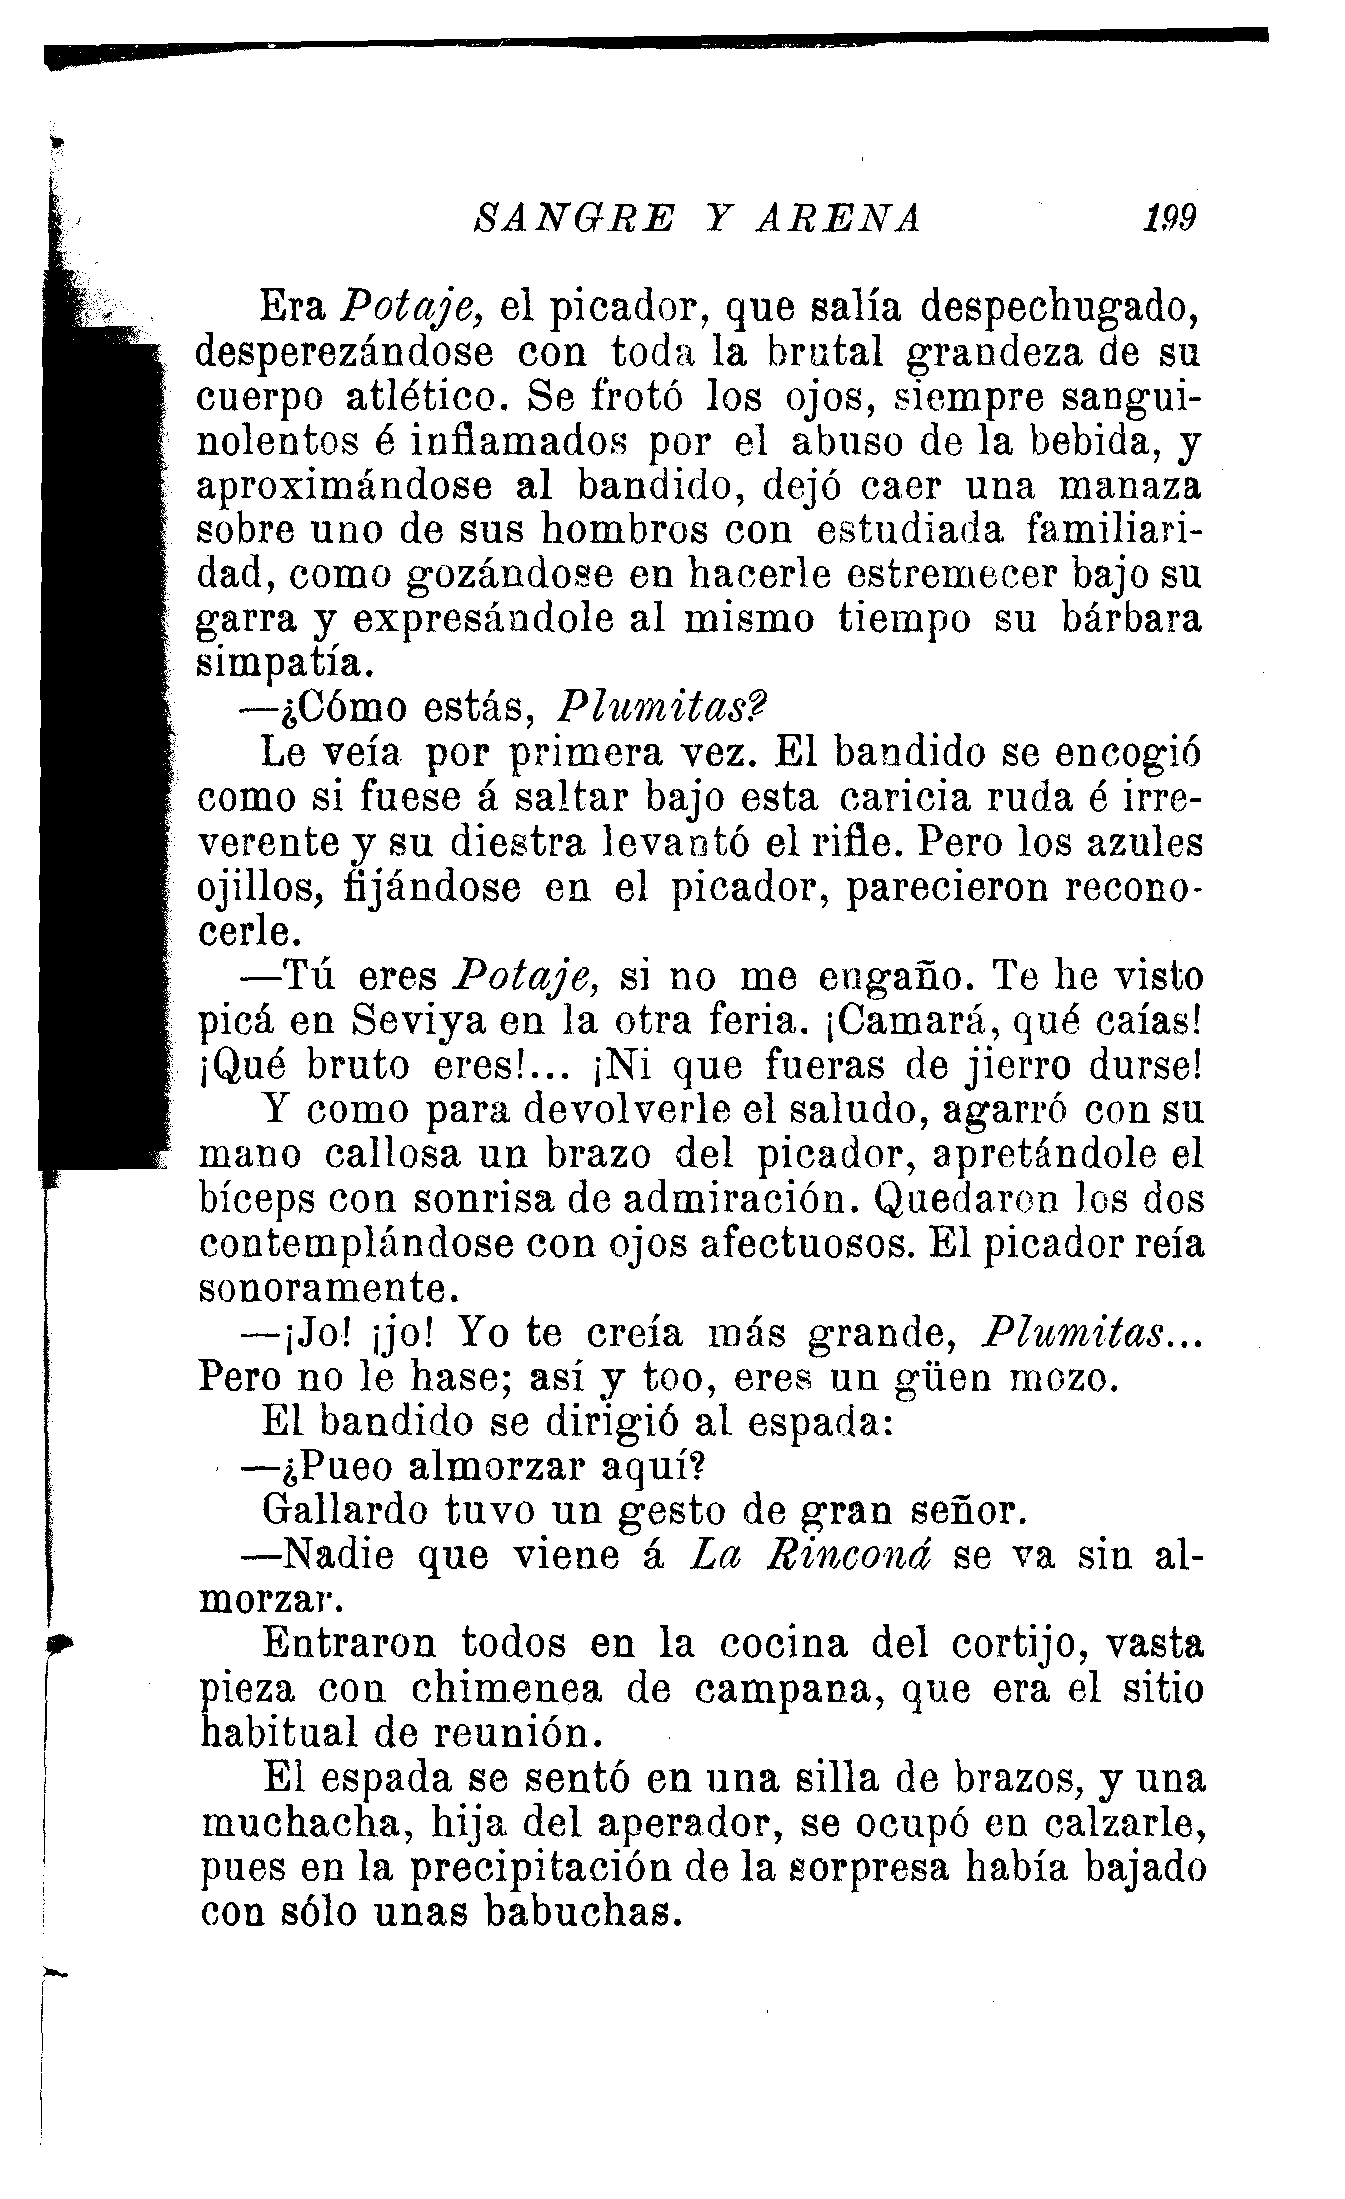 SANGRE Y ARENA 199
Era Potaje, el picador, que salía despechugado,
desperezándose con toda la brutal grandeza de su
cuerpo atlético. Se frotó los ojos, siempre sangui-
nolentos é inflamados por el abuso de la bebida, y
aproximándose al bandido, dejó caer una manaza
sobre uno de sus hombros con estudiada familiari-
dad, como gozándose en hacerle estremecer bajo su
garra y expresándole al mismo tiempo su bárbara
simpatía.
—¿Cómo estás, Plumitas?
Le veía por primera vez. El bandido se encogió
como si fuese á saltar bajo esta caricia ruda é irre-
verente y su diestra levantó el rifle. Pero los azules
ojillos, fijándose en el picador, parecieron recono-
cerle.
—Tú eres Potaje, si no me engaño. Te he visto
picá en Seviya en la otra feria. ¡Camará, qué caías!
¡Qué bruto eres!... ¡Ni que fueras de jierro durse!
Y como para devolverle el saludo, agarró con su
mano callosa un brazo del picador, apretándole el
bíceps con sonrisa de admiración. Quedaron los dos
contemplándose con ojos afectuosos. El picador reía
sonoramente.
—¡Jo! ¡jo! Yo te creía más grande, Plumitas...
Pero no le hase; así y too, eres un güen mozo.
El bandido se dirigió al espada:
—¿Pueo almorzar aquí?
Gallardo tuvo un gesto de gran señor.
—Nadie que viene á La Rinconá se va sin al-
morzar.
Entraron todos en la cocina del cortijo, vasta
pieza con chimenea de campana, que era el sitio
habitual de reunión.
El espada se sentó en una silla de brazos, y una
muchacha, hija del aperador, se ocupó en calzarle,
pues en la precipitación de la sorpresa había bajado
con sólo unas babuchas.